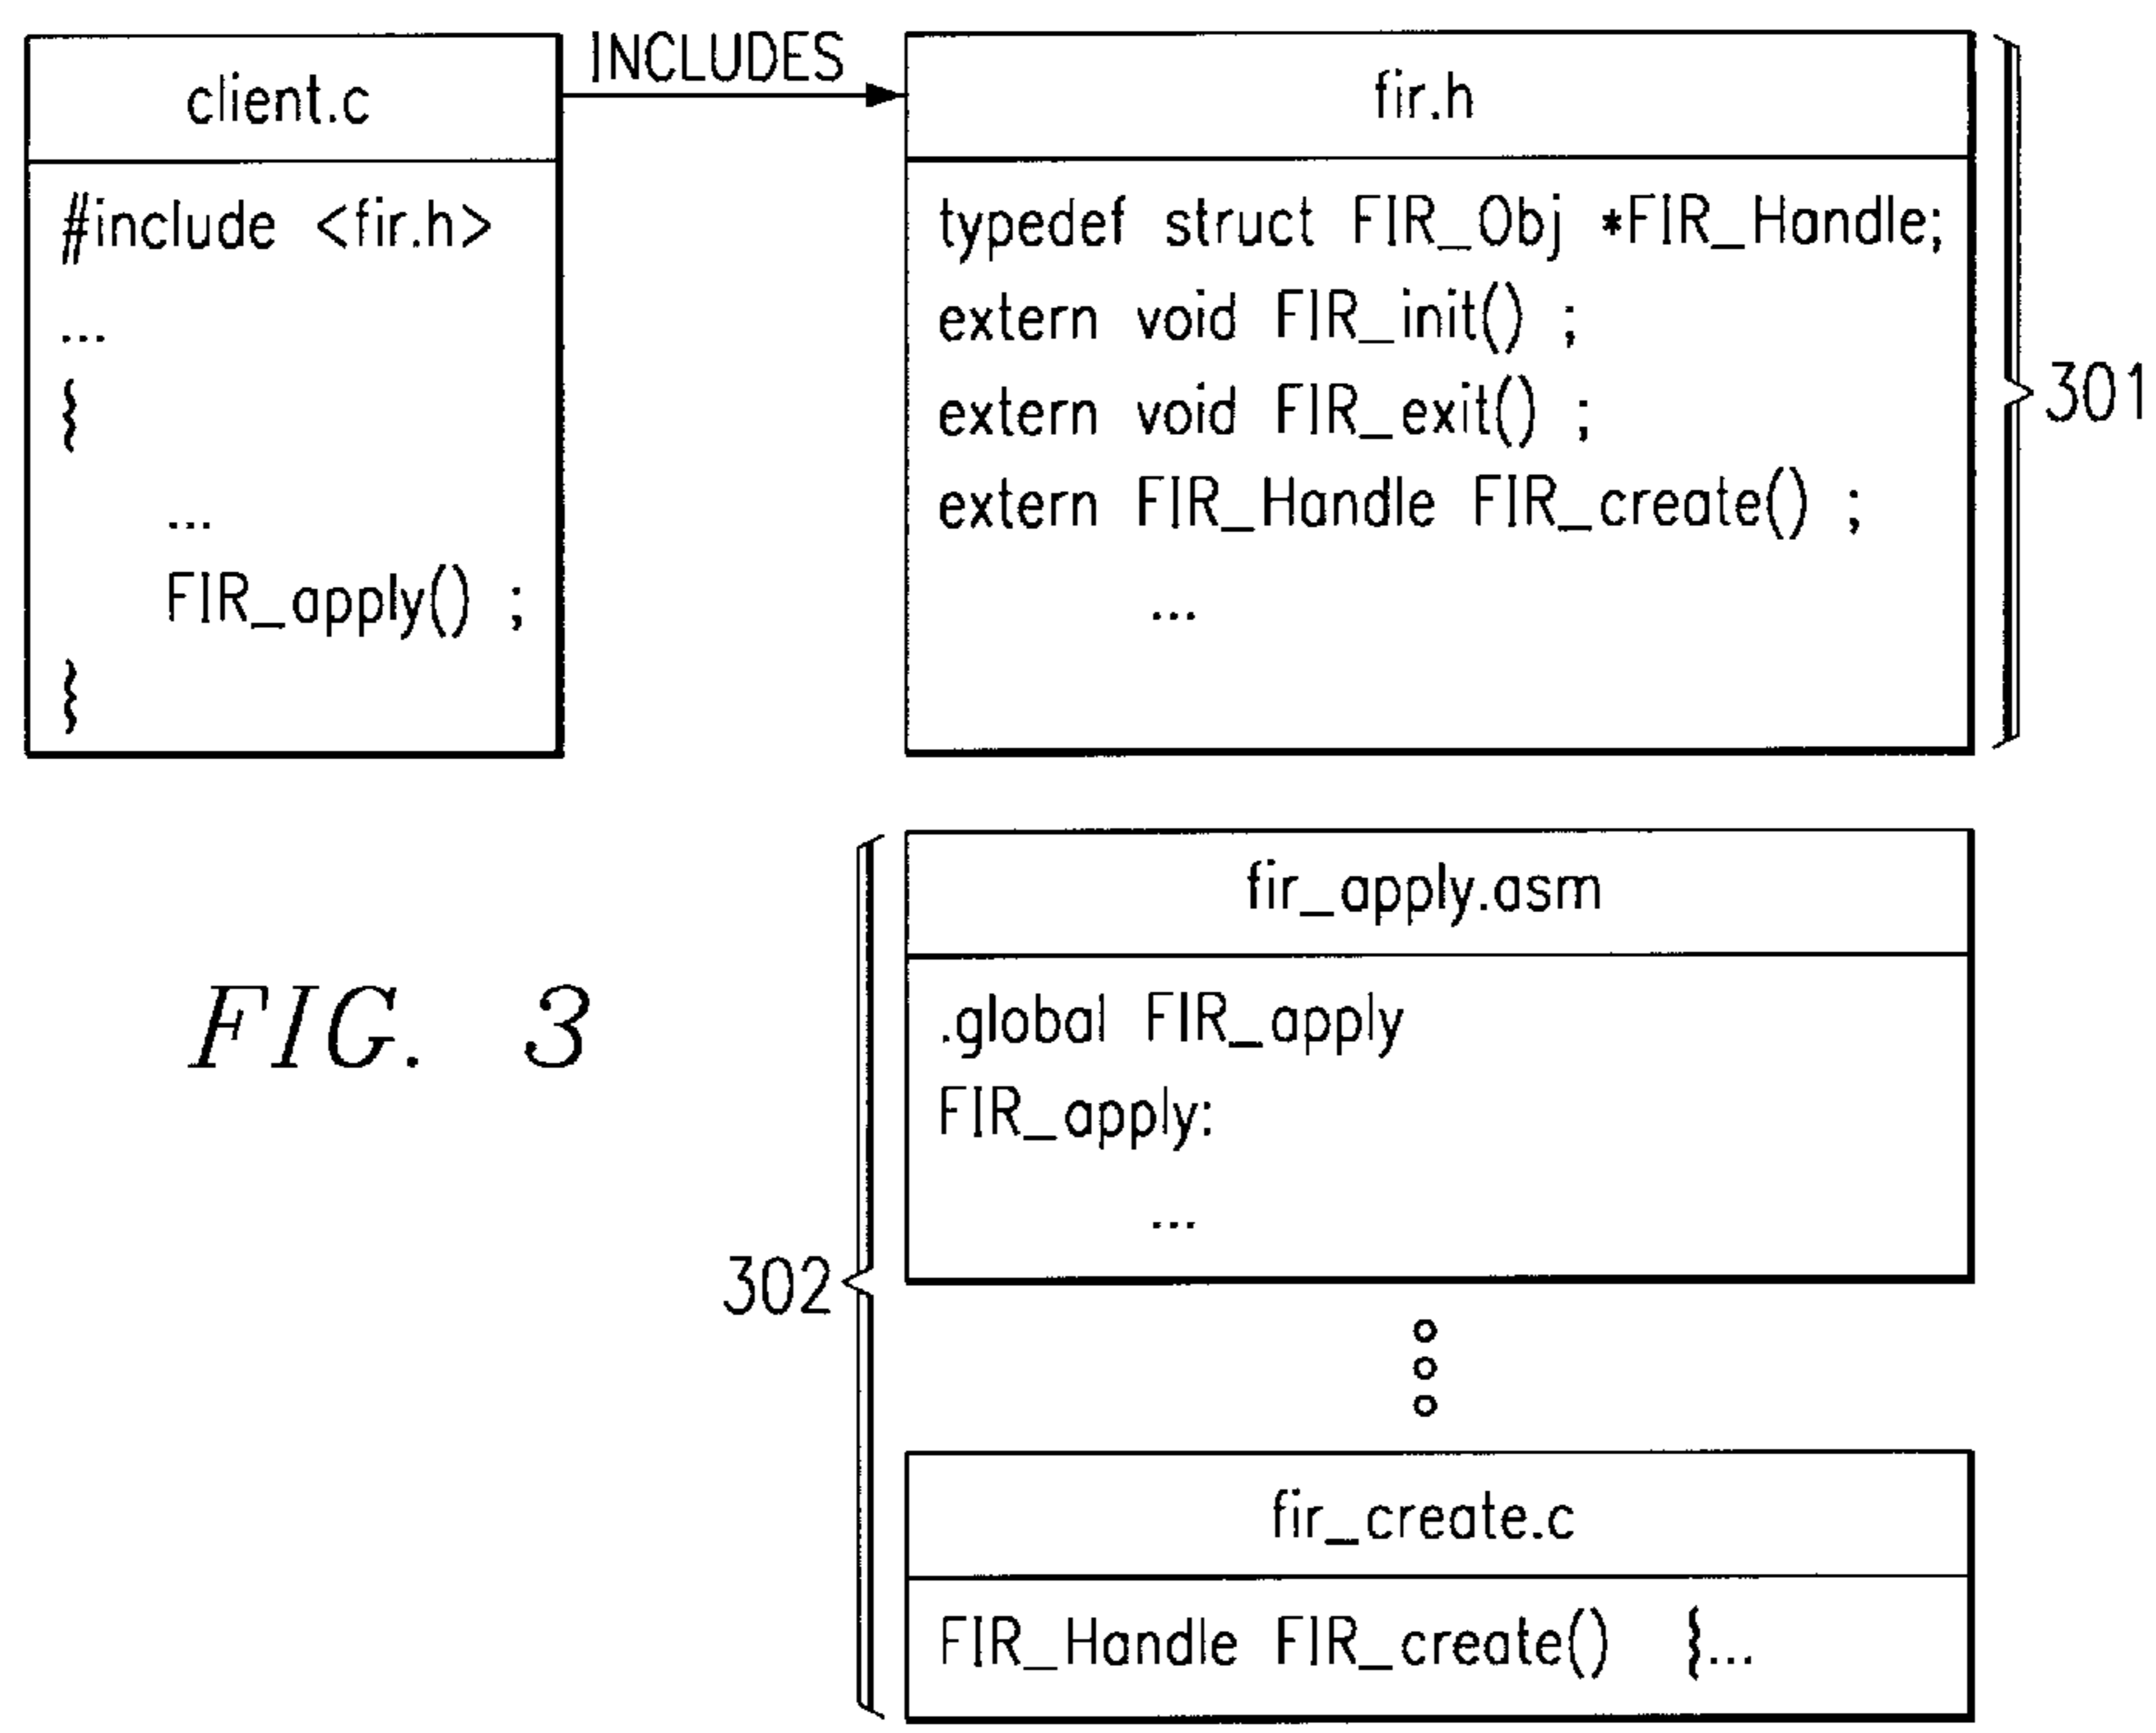 client.c
#include <fir.h>
...
{
...
FIR_apply() ;
}
INCLUDES
fir.h
typedef struct FIR_Obj *FIR_Handle;
extern void FIR_init() ;
extern void FIR_exit() ;
extern FIR_Handle FIR_create() ;
...
301
FIG. 3
302
fir_apply.asm
.global FIR_apply
FIR_apply:
...
fir_create.c
FIR_Handle FIR_create() {...